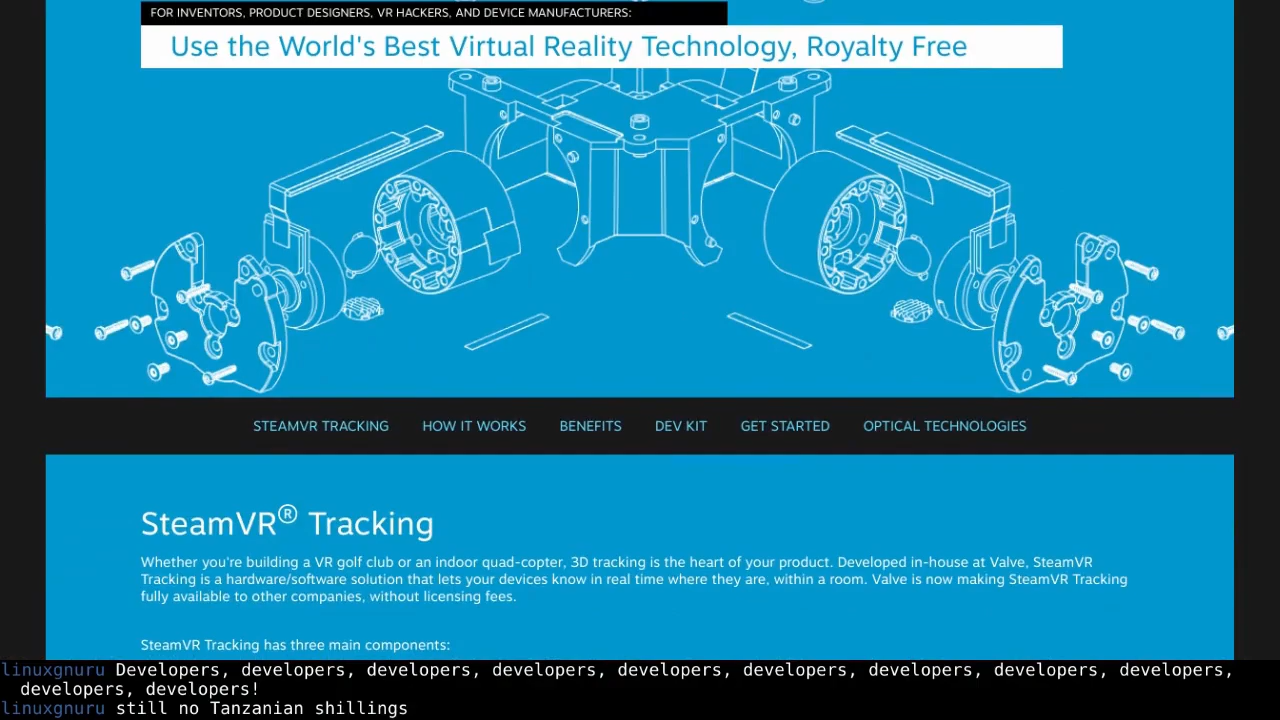 FOR INVENTORS, PRODUCT DESIGNERS, VR HACKERS, AND DEVICE MANUFACTURERS:
Use the World's Best Virtual Reality Technology, Royalty Free
STEAMVR TRACKING HOW IT WORKS BENEFITS DEV KIT GET STARTED OPTICAL TECHNOLOGIES
SteamVR® Tracking
Whether you're building a VR golf club or an indoor quad-copter, 3D tracking is the heart of your product. Developed in-house at Valve, SteamVR
Tracking is a hardware/software solution that lets your devices know in real time where they are, within a room. Valve is now making SteamVR Tracking
fully available to other companies, without licensing fees.
SteamVR Tracking has three main components:
linuxgnuru Developers, developers, developers, developers, developers, developers, developers, developers, developers,
developers, developers!
linuxgnuru still no Tanzanian shillings